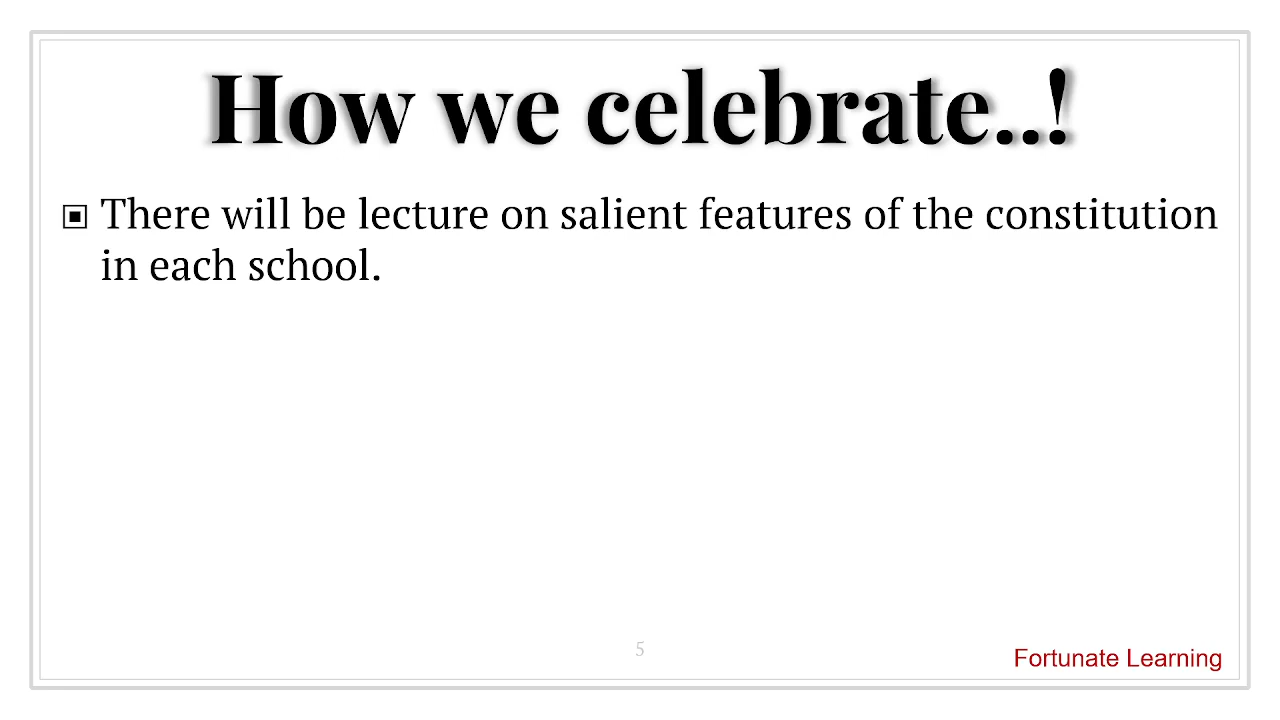 How we celebrate..!
There will be lecture on salient features of the constitution
in each school.
5
Fortunate Learning